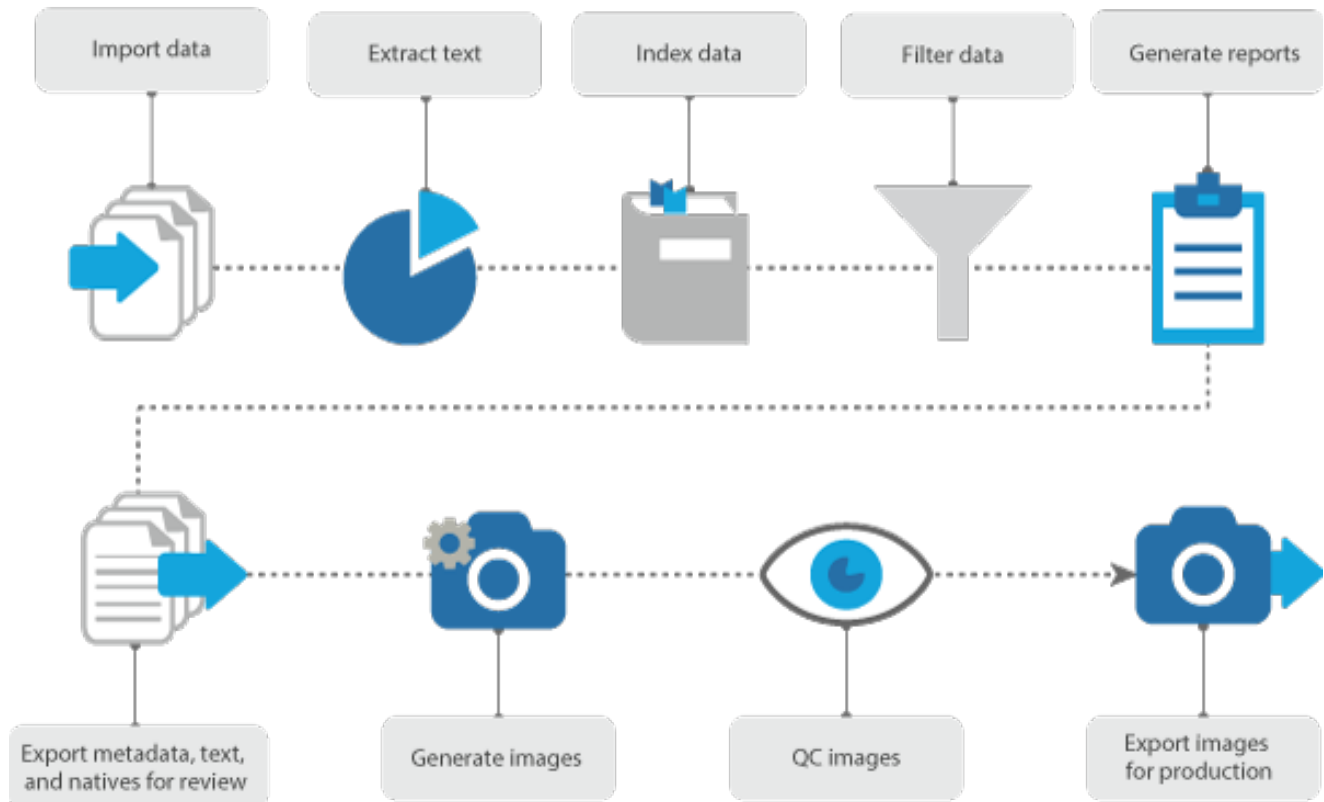 Import data
Extract text
Index data
Filter data
Generate reports
Export metadata, text,
and natives for review
Generate images
QC images
Export images
for production